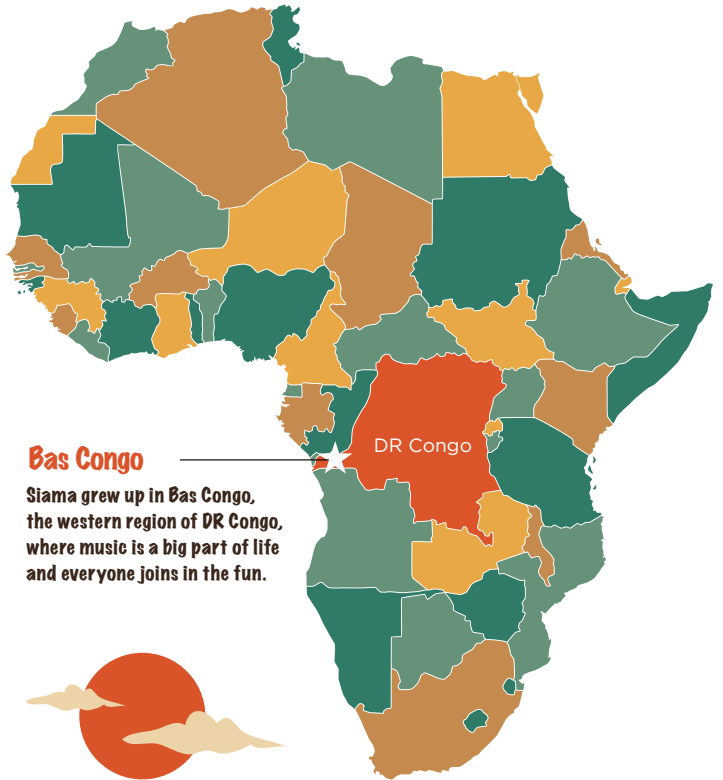 DR Congo
Bas Congo
Siama grew up in Bas Congo,
the western region of DR Congo,
where music is a big part of life
and everyone joins in the fun.